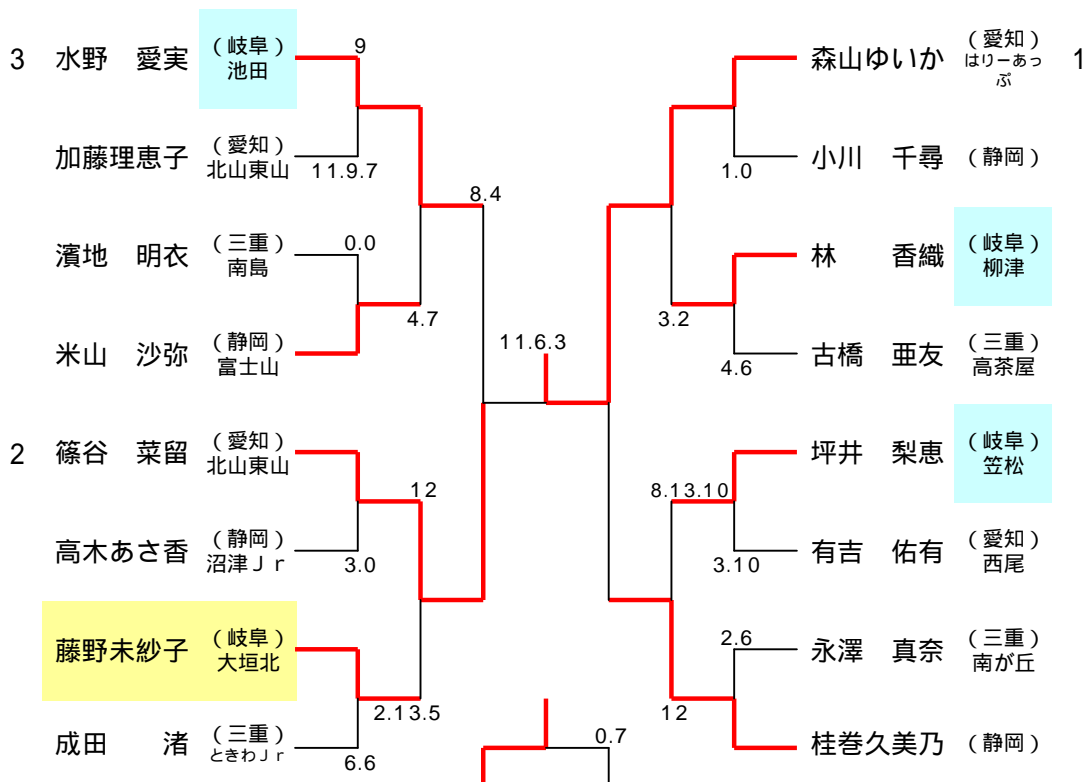 9
3 水野 愛実 (岐阜) 池田
加藤理恵子 (愛知) 北山東山 11.9.7
8.4
濱地 明衣 (三重) 南島 0.0
4.7
米山 沙弥 (静岡) 富士山
11.6.3
2 篠谷 菜留 (愛知) 北山東山
12
高木あさ香 (静岡) 沼津Jr 3.0
藤野未紗子 (岐阜) 大垣北
2.13.5
成田 渚 (三重) ときわJr 6.6
0.7
森山ゆいか (愛知) はりーあっぷ 1
1.0
小川 千尋 (静岡)
林 香織 (岐阜) 柳津
3.2
古橋 亜友 (三重) 高茶屋
4.6
坪井 梨恵 (岐阜) 笠松
8.13.10
有吉 佑有 (愛知) 西尾
3.10
2.6
永澤 真奈 (三重) 南が丘
12
桂巻久美乃 (静岡)